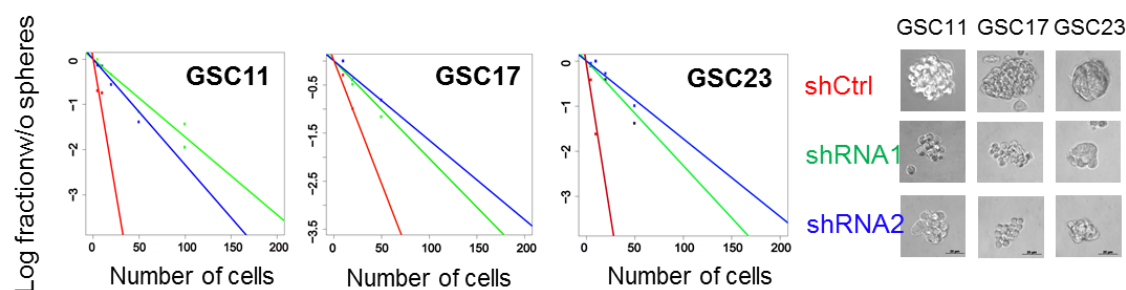 Log fractionw/o spheres
GSC11
0
-1
-2
-3
0 50 100 150 200
Number of cells
GSC17
-0.5
-1.5
-2.5
-3.5
0 50 100 150 200
Number of cells
GSC23
0
-1
-2
-3
0 50 100 150 200
Number of cells
GSC11 GSC17 GSC23
shCtrl
shRNA1
shRNA2